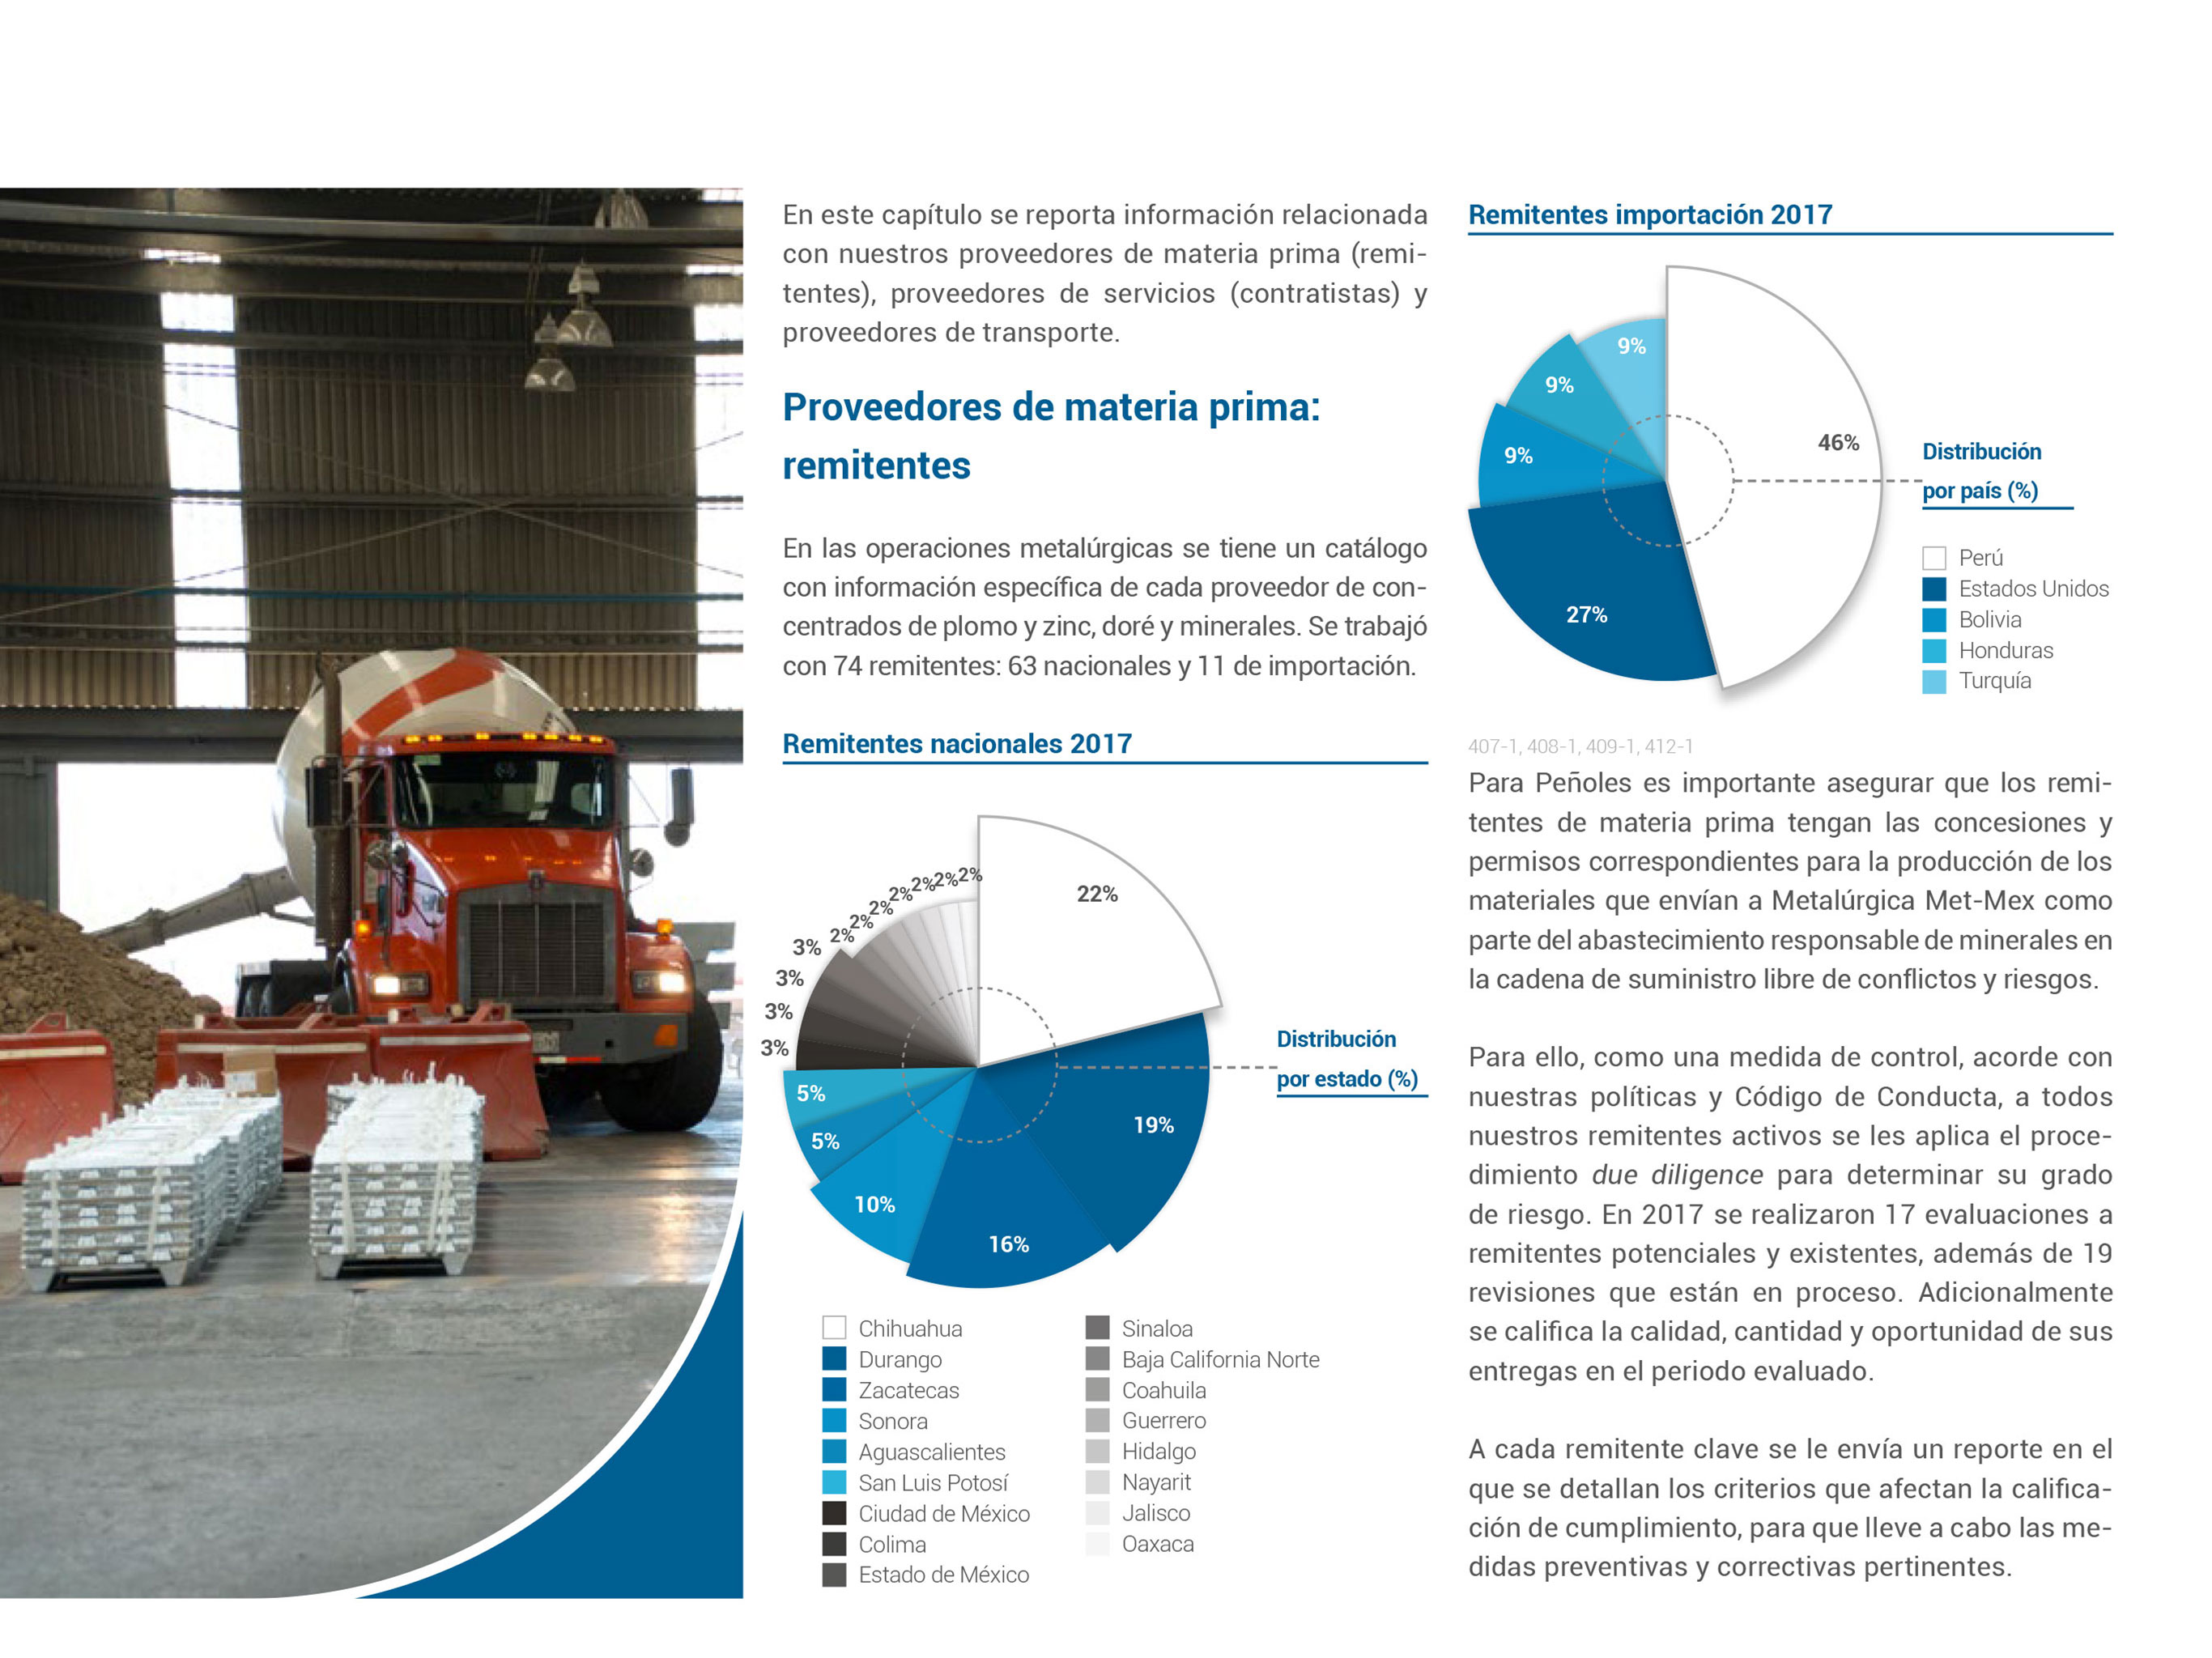 En este capítulo se reporta información relacionada
con nuestros proveedores de materia prima (remi-
tentes), proveedores de servicios (contratistas) y
proveedores de transporte.
Proveedores de materia prima:
remitentes
En las operaciones metalúrgicas se tiene un catálogo
con información específica de cada proveedor de con-
centrados de plomo y zinc, doré y minerales. Se trabajó
con 74 remitentes: 63 nacionales y 11 de importación.
Remitentes nacionales 2017
22%
19%
16%
10%
5%
5%
3%
3%
3%
3%
2%
2%
2%
2%
2%
2%
2%
Distribución
por estado (%)
Chihuahua
Durango
Zacatecas
Sonora
Aguascalientes
San Luis Potosí
Ciudad de México
Colima
Estado de México
Sinaloa
Baja California Norte
Coahuila
Guerrero
Hidalgo
Nayarit
Jalisco
Oaxaca
Remitentes importación 2017
46%
27%
9%
9%
9%
Distribución
por país (%)
Perú
Estados Unidos
Bolivia
Honduras
Turquía
407-1, 408-1, 409-1, 412-1
Para Peñoles es importante asegurar que los remi-
tentes de materia prima tengan las concesiones y
permisos correspondientes para la producción de los
materiales que envían a Metalúrgica Met-Mex como
parte del abastecimiento responsable de minerales en
la cadena de suministro libre de conflictos y riesgos.
Para ello, como una medida de control, acorde con
nuestras políticas y Código de Conducta, a todos
nuestros remitentes activos se les aplica el proce-
dimiento due diligence para determinar su grado
de riesgo. En 2017 se realizaron 17 evaluaciones a
remitentes potenciales y existentes, además de 19
revisiones que están en proceso. Adicionalmente
se califica la calidad, cantidad y oportunidad de sus
entregas en el periodo evaluado.
A cada remitente clave se le envía un reporte en el
que se detallan los criterios que afectan la califica-
ción de cumplimiento, para que lleve a cabo las me-
didas preventivas y correctivas pertinentes.